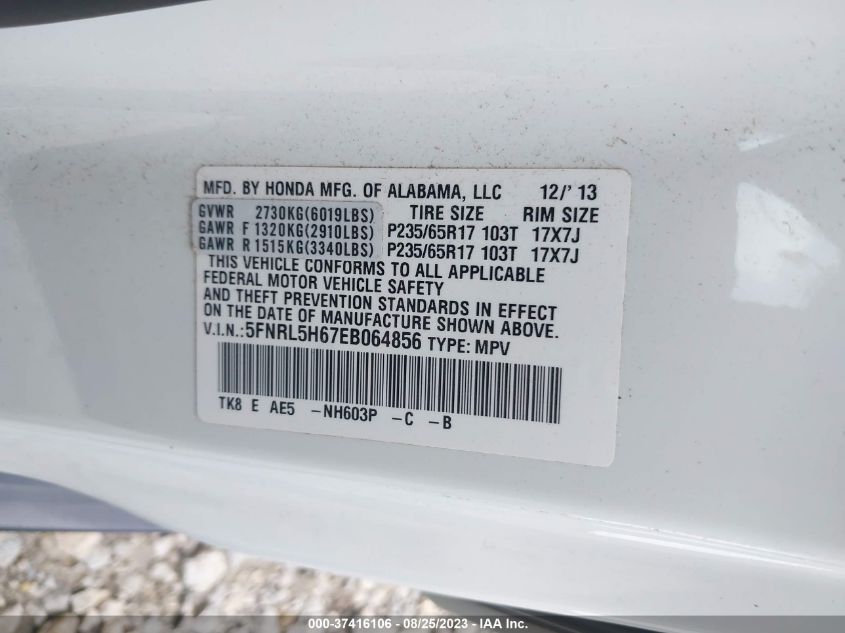 MFD. BY HONDA MFG. OF ALABAMA, LLC 12/' 13
GVWR 2730KG(6019LBS) TIRE SIZE RIM SIZE
GAWR F 1320KG(2910LBS) P235/65R17 103T 17X7J
GAWR R 1515KG(3340LBS) P235/65R17 103T 17X7J
THIS VEHICLE CONFORMS TO ALL APPLICABLE
FEDERAL MOTOR VEHICLE SAFETY
AND THEFT PREVENTION STANDARDS IN EFFECT
ON THE DATE OF MANUFACTURE SHOWN ABOVE.
V.I.N.:5FNRL5H67EB064856 TYPE: MPV
TK8 E AE5 -NH603P -C -B
000-37416106 - 08/25/2023 - IAA Inc.